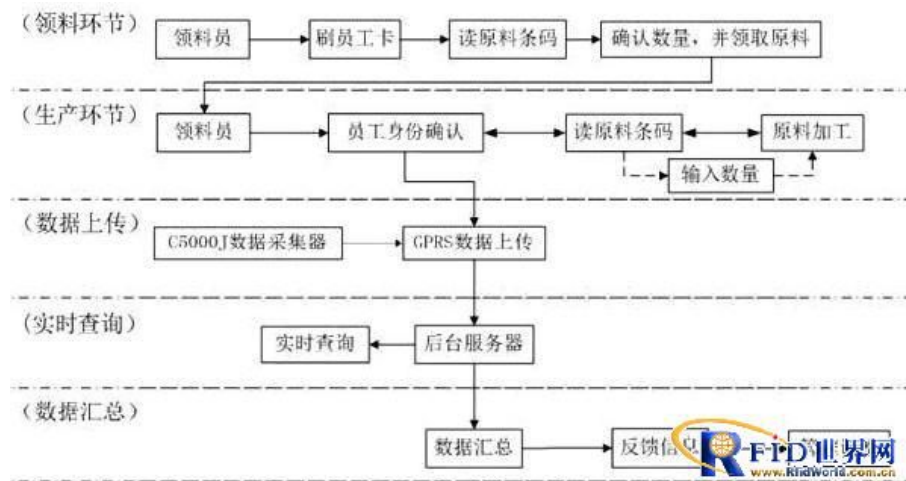 （领料环节）
领料员
刷员工卡
读原料条码
确认数量，并领取原料
（生产环节）
领料员
员工身份确认
读原料条码
原料加工
输入数量
（数据上传）
C5000J数据采集器
GPRS数据上传
（实时查询）
实时查询
后台服务器
（数据汇总）
数据汇总
反馈信息
RFID世界网
www.RfidWorld.com.cn